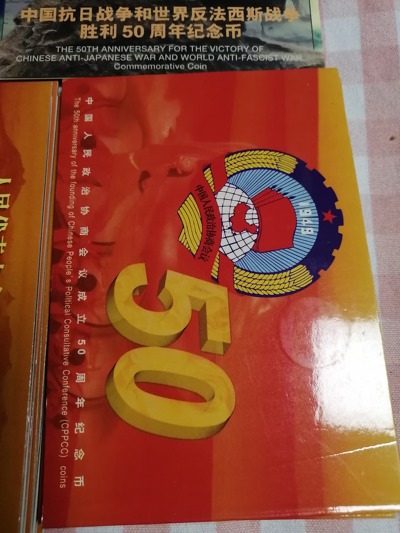 中国抗日战争和世界反法西斯战争
胜利50周年纪念币
THE 50TH ANNIVERSARY FOR THE VICTORY OF
CHINESE ANTI-JAPANESE WAR AND WORLD ANTI-FASCIST WAR
Commemorative Coin
中国人民政治协商会议成立50周年纪念币
The 50th anniversary of the founding of Chinese People's Political Consultative Conference (CPPCC) coins
1949
中国人民政治协商会议
50